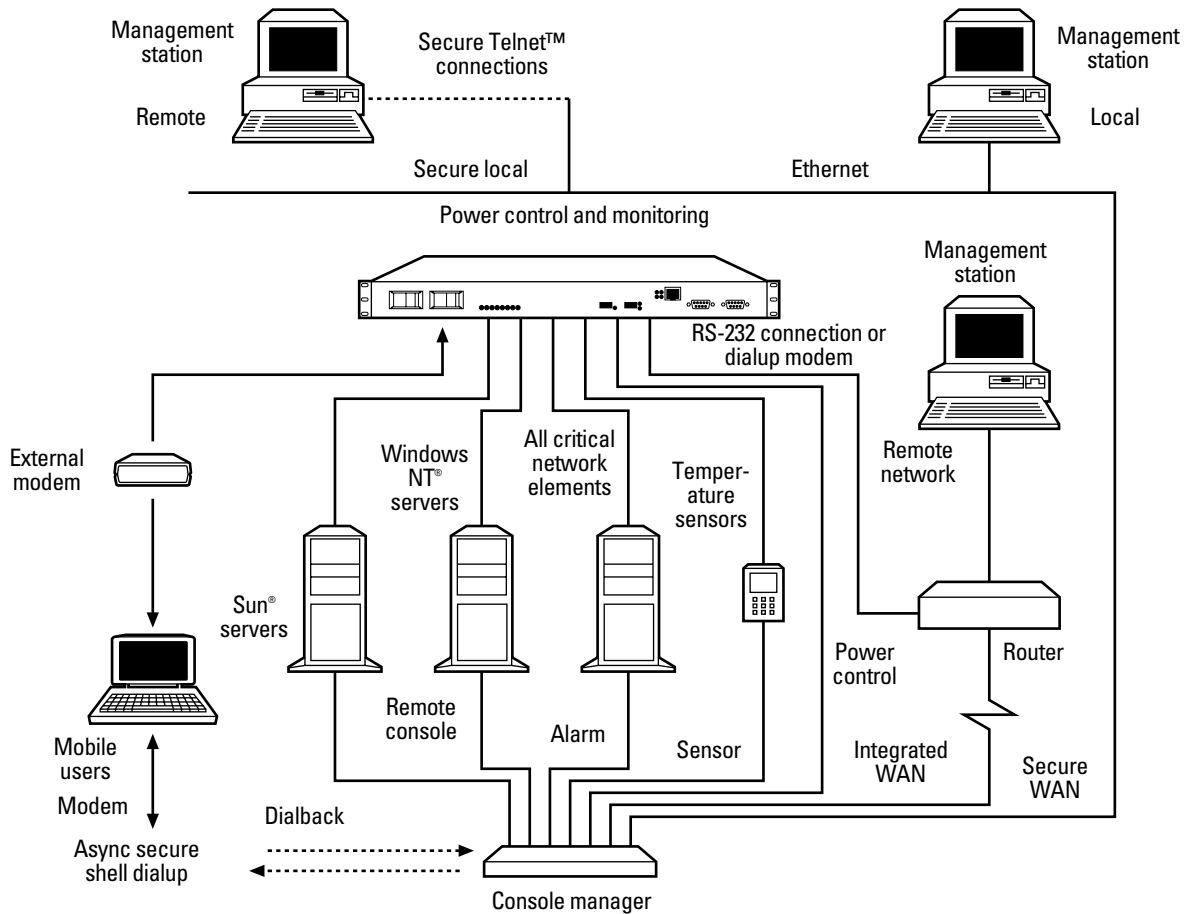 Management
station
Remote
Secure Telnet™
connections
Management
station
Local
Secure local
Ethernet
Power control and monitoring
Management
station
RS-232 connection or
dialup modem
External
modem
Windows
NT®
servers
All critical
network
elements
Temper-
ature
sensors
Remote
network
Sun®
servers
Power
control
Router
Remote
console
Alarm
Sensor
Integrated
WAN
Secure
WAN
Mobile
users
Modem
Async secure
shell dialup
Dialback
Console manager